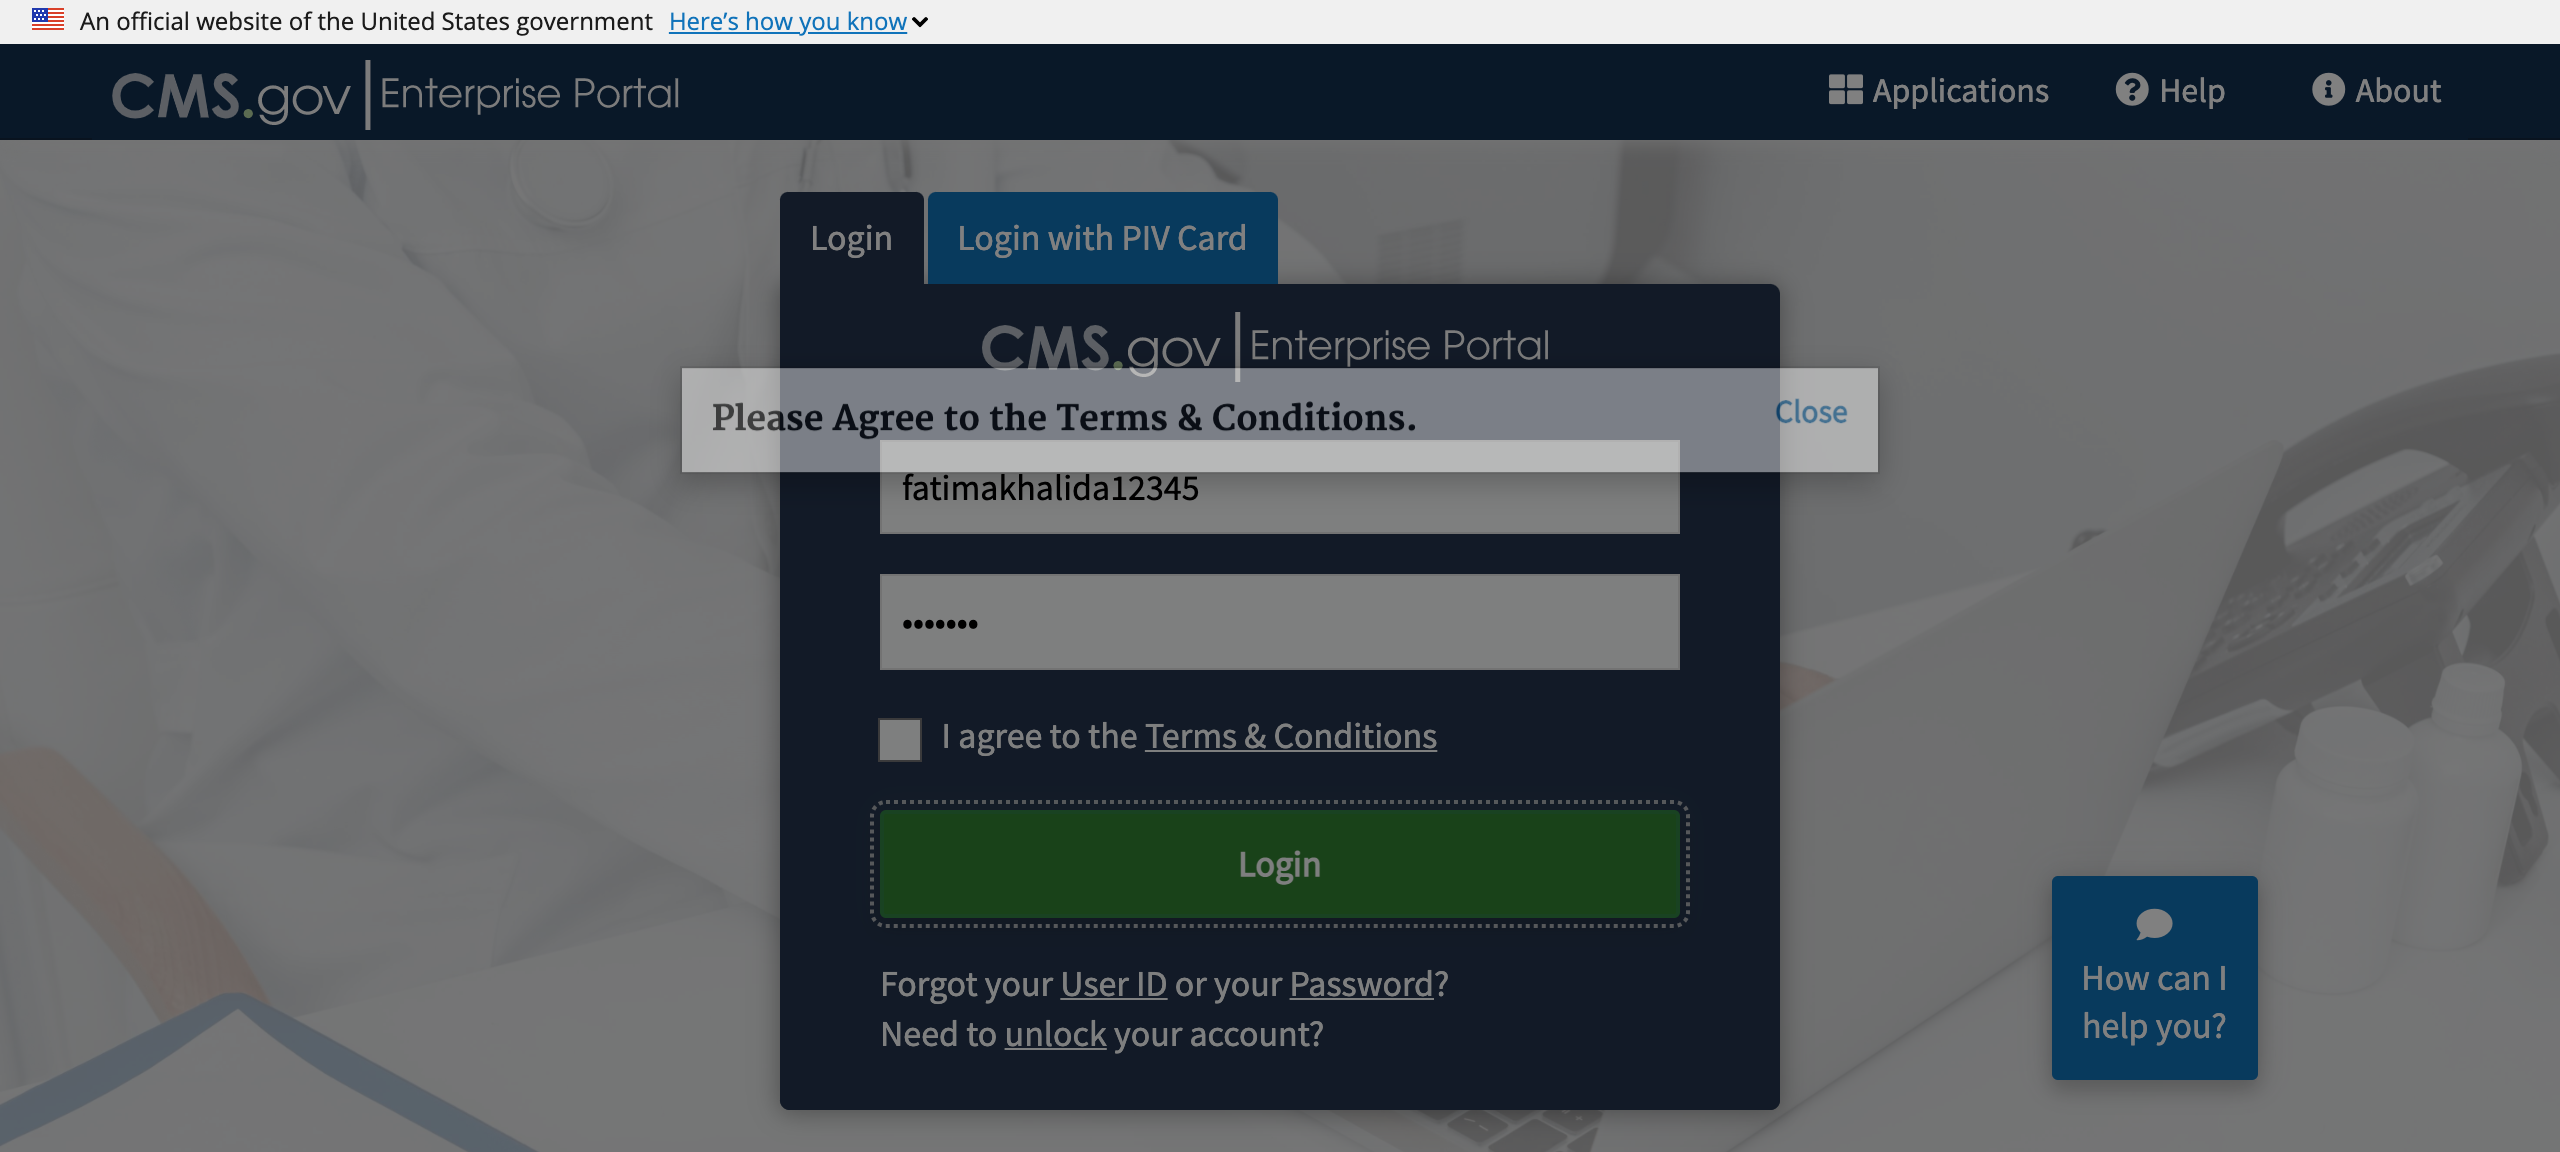 An official website of the United States government Here’s how you know
CMS.gov Enterprise Portal
Applications
Help
About
Login
Login with PIV Card
CMS.gov Enterprise Portal
Please Agree to the Terms & Conditions.
Close
fatimakhalida12345
•••••••
I agree to the Terms & Conditions
Login
Forgot your User ID or your Password?
Need to unlock your account?
How can I
help you?